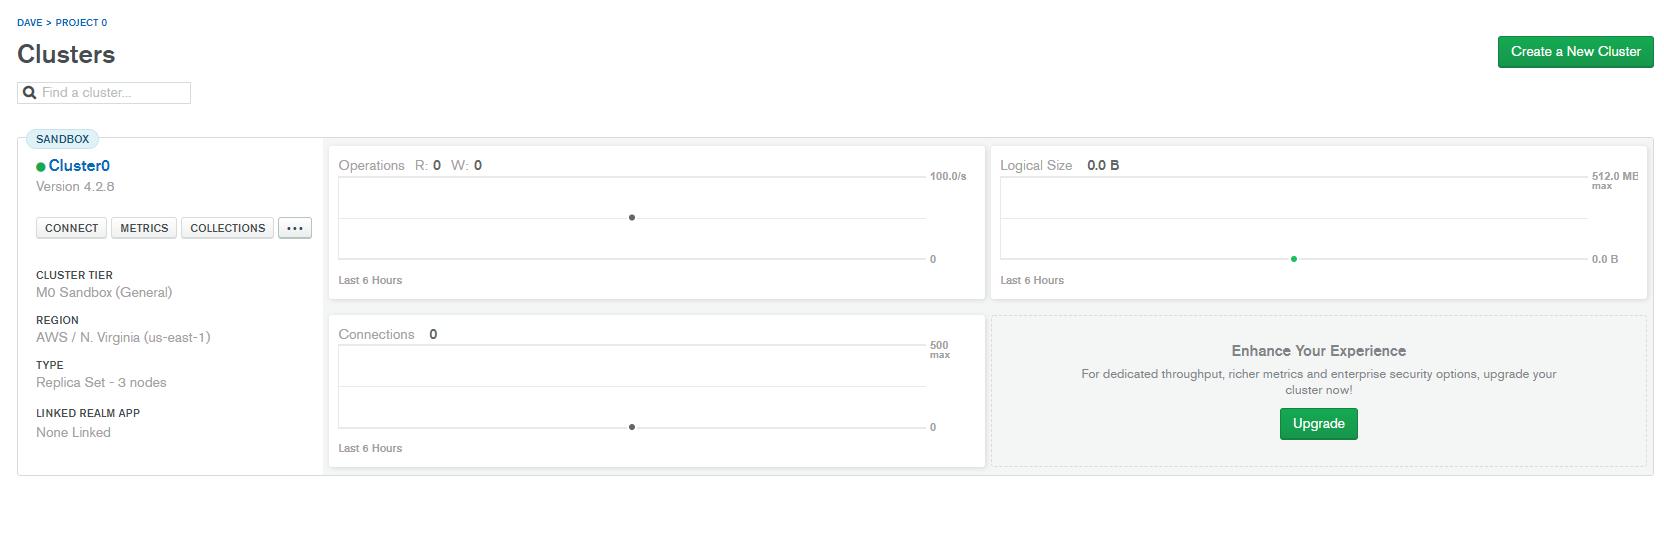 DAVE > PROJECT 0
Clusters
Create a New Cluster
Find a cluster...
SANDBOX
Cluster0
Version 4.2.8
CONNECT METRICS COLLECTIONS ...
CLUSTER TIER
M0 Sandbox (General)
REGION
AWS / N. Virginia (us-east-1)
TYPE
Replica Set - 3 nodes
LINKED REALM APP
None Linked
Operations R: 0 W: 0
100.0/s
0
Last 6 Hours
Logical Size 0.0 B
512.0 MB
max
0.0 B
Last 6 Hours
Connections 0
500
max
0
Last 6 Hours
Enhance Your Experience
For dedicated throughput, richer metrics and enterprise security options, upgrade your
cluster now!
Upgrade